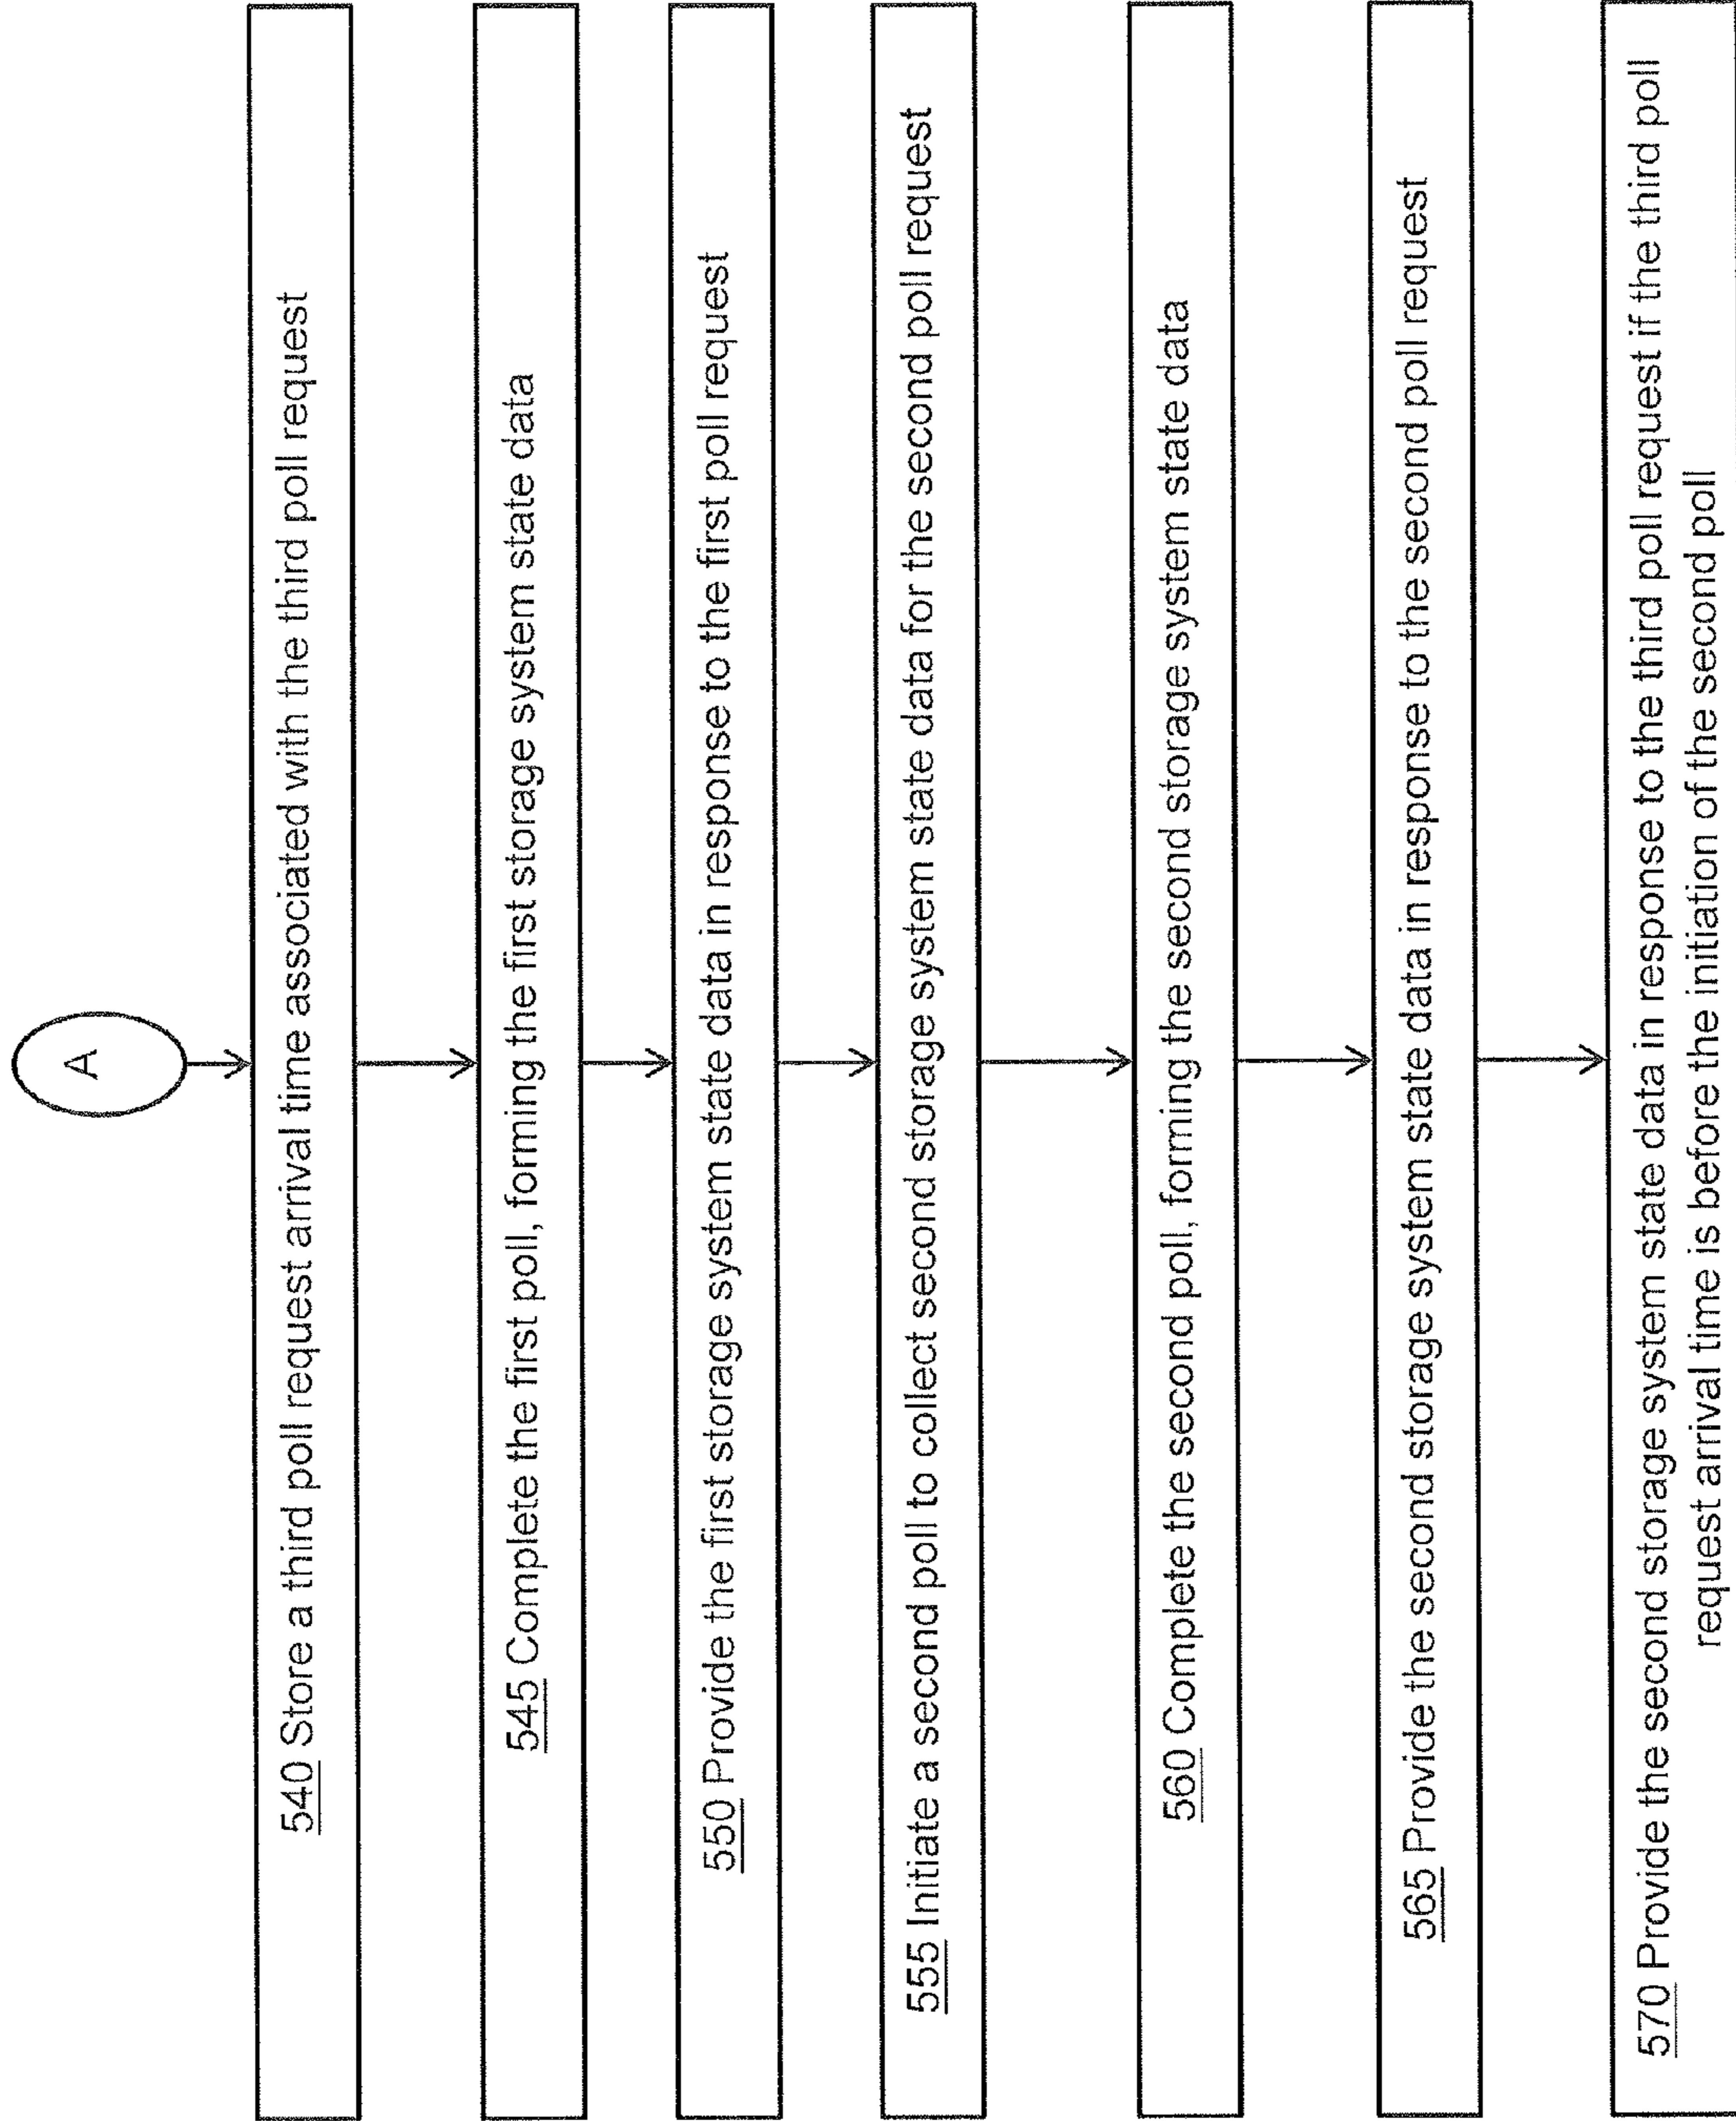 A
540 Store a third poll request arrival time associated with the third poll request
545 Complete the first poll, forming the first storage system state data
550 Provide the first storage system state data in response to the first poll request
555 Initiate a second poll to collect second storage system state data for the second poll request
560 Complete the second poll, forming the second storage system state data
565 Provide the second storage system state data in response to the second poll request
570 Provide the second storage system state data in response to the third poll request if the third poll
request arrival time is before the initiation of the second poll